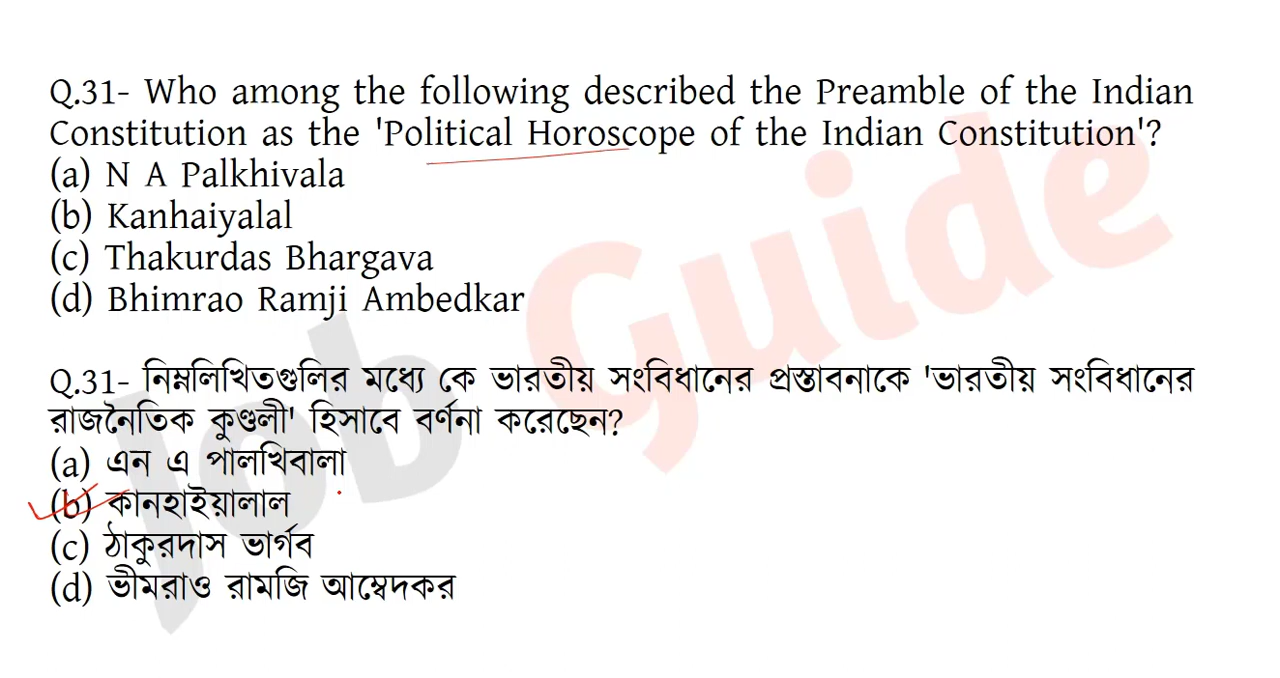 Q.31- Who among the following described the Preamble of the Indian
Constitution as the 'Political Horoscope of the Indian Constitution'?
(a) N A Palkhivala
(b) Kanhaiyalal
(c) Thakurdas Bhargava
(d) Bhimrao Ramji Ambedkar
Q.31- নিম্নলিখিতগুলির মধ্যে কে ভারতীয় সংবিধানের প্রস্তাবনাকে 'ভারতীয় সংবিধানের
রাজনৈতিক কুণ্ডলী' হিসাবে বর্ণনা করেছেন?
(a) এন এ পালখিবালা
(b) কানহাইয়ালাল
(c) ঠাকুরদাস ভার্গব
(d) ভীমরাও রামজি আম্বেদকর
Job Guide